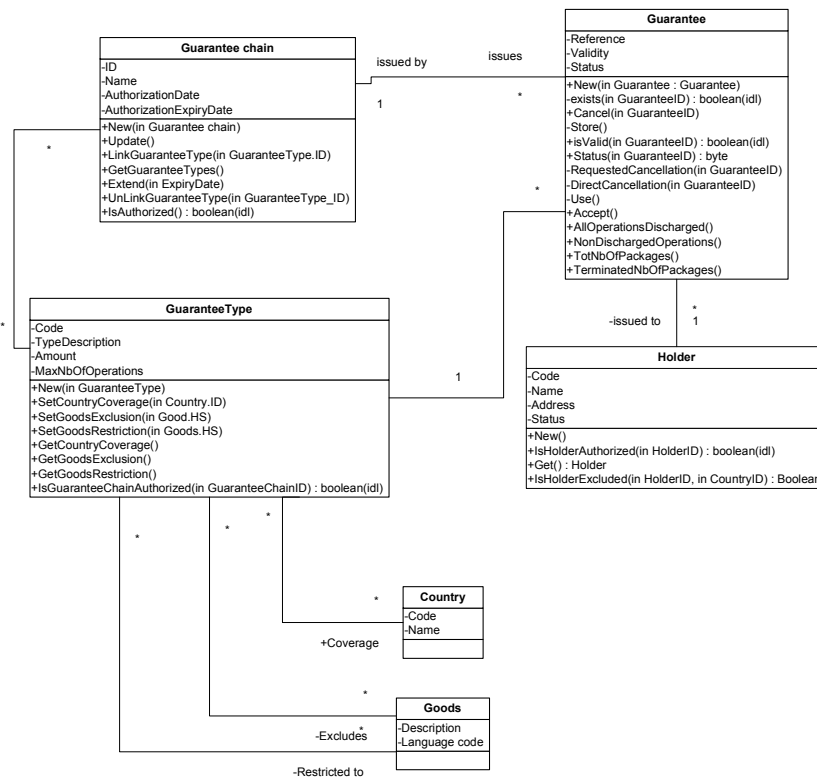 Guarantee chain
-ID
-Name
-AuthorizationDate
-AuthorizationExpiryDate
+New(in Guarantee chain)
+Update()
+LinkGuaranteeType(in GuaranteeType.ID)
+GetGuaranteeTypes()
+Extend(in ExpiryDate)
+UnLinkGuaranteeType(in GuaranteeType_ID)
+IsAuthorized() : boolean(idl)
issued by
issues
1
*
Guarantee
-Reference
-Validity
-Status
+New(in Guarantee : Guarantee)
-exists(in GuaranteeID) : boolean(idl)
+Cancel(in GuaranteeID)
-Store()
+isValid(in GuaranteeID) : boolean(idl)
+Status(in GuaranteeID) : byte
-RequestedCancellation(in GuaranteeID)
-DirectCancellation(in GuaranteeID)
-Use()
+Accept()
+AllOperationsDischarged()
+NonDischargedOperations()
+TotNbOfPackages()
+TerminatedNbOfPackages()
*
*
*
1
GuaranteeType
-Code
-TypeDescription
-Amount
-MaxNbOfOperations
+New(in GuaranteeType)
+SetCountryCoverage(in Country.ID)
+SetGoodsExclusion(in Good.HS)
+SetGoodsRestriction(in Goods.HS)
+GetCountryCoverage()
+GetGoodsExclusion()
+GetGoodsRestriction()
+IsGuaranteeChainAuthorized(in GuaranteeChainID) : boolean(idl)
-issued to
*
1
Holder
-Code
-Name
-Address
-Status
+New()
+IsHolderAuthorized(in HolderID) : boolean(idl)
+Get() : Holder
+IsHolderExcluded(in HolderID, in CountryID) : Boolean
*
*
*
*
Country
-Code
-Name
+Coverage
*
Goods
-Description
-Language code
*
-Excludes
-Restricted to